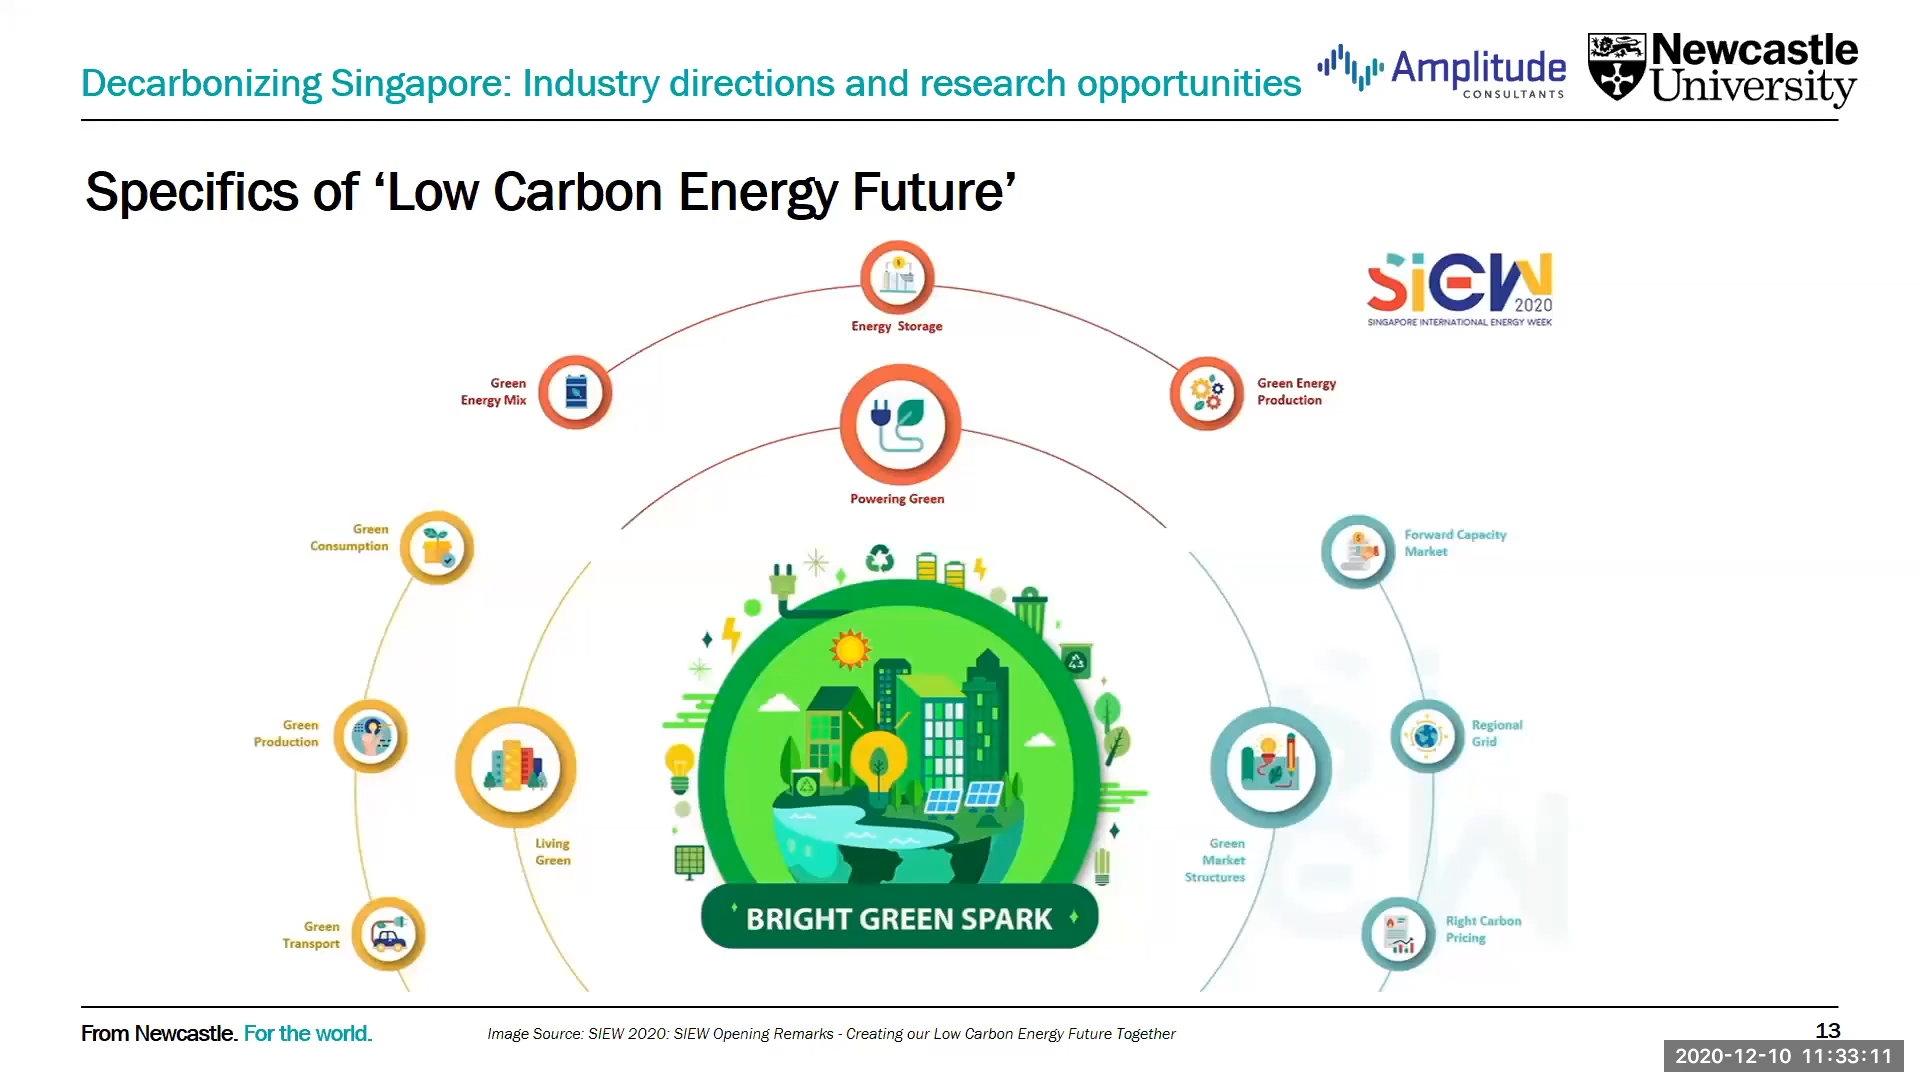 Decarbonizing Singapore: Industry directions and research opportunities
Amplitude
CONSULTANTS
Newcastle
University
Specifics of ‘Low Carbon Energy Future’
SIEW
2020
SINGAPORE INTERNATIONAL ENERGY WEEK
Energy Storage
Green
Energy Mix
Green Energy
Production
Powering Green
Green
Consumption
Forward Capacity
Market
Green
Production
Regional
Grid
Living
Green
Green
Market
Structures
Green
Transport
Right Carbon
Pricing
BRIGHT GREEN SPARK
From Newcastle. For the world.
Image Source: SIEW 2020: SIEW Opening Remarks - Creating our Low Carbon Energy Future Together
13
2020-12-10 11:33:11